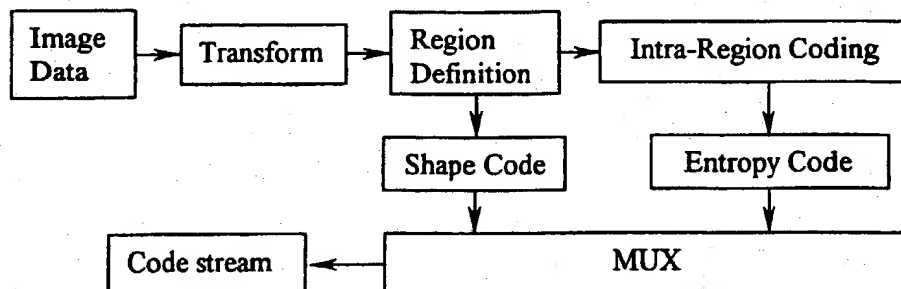 Image
Data
Transform
Region
Definition
Intra-Region Coding
Shape Code
Entropy Code
Code stream
MUX